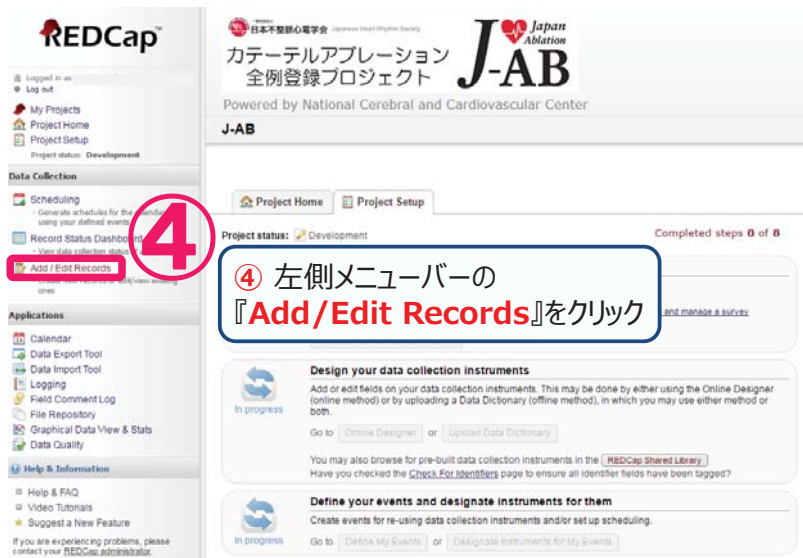 REDCap
Logged in as
Log out
My Projects
Project Home
Project Setup
Project status: Development
Data Collection
Scheduling
- Generate schedules for the calendar
using your defined events
Record Status Dashboard
- View data collection status of
Add / Edit Records
- Create new records or edit/view existing
ones
Applications
Calendar
Data Export Tool
Data Import Tool
Logging
Field Comment Log
File Repository
Graphical Data View & Stats
Data Quality
Help & Information
Help & FAQ
Video Tutorials
Suggest a New Feature
If you are experiencing problems, please
contact your REDCap administrator.
④
日本不整脈心電学会 Japanese Heart Rhythm Society
カテーテルアブレーション
全例登録プロジェクト
J-AB
Japan
Ablation
Powered by National Cerebral and Cardiovascular Center
J-AB
Project Home
Project Setup
Project status: Development
Completed steps 0 of 8
④ 左側メニューバーの
『Add/Edit Records』をクリック
and manage a survey
In progress
Design your data collection instruments
Add or edit fields on your data collection instruments. This may be done by either using the Online Designer
(online method) or by uploading a Data Dictionary (offline method), in which you may use either method or
both.
Go to Online Designer or Upload Data Dictionary
You may also browse for pre-built data collection instruments in the REDCap Shared Library
Have you checked the Check For Identifiers page to ensure all identifier fields have been tagged?
In progress
Define your events and designate instruments for them
Create events for re-using data collection instruments and/or set up scheduling.
Go to Define My Events or Designate Instruments for My Events